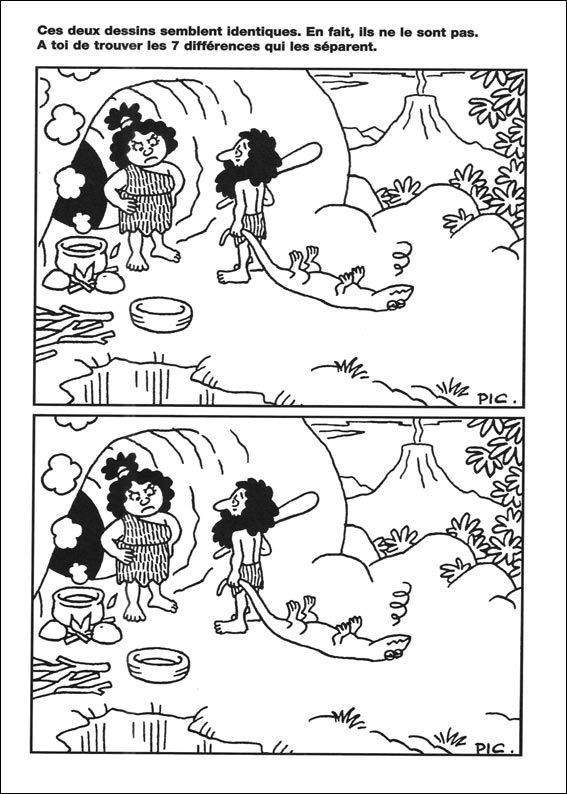 Ces deux dessins semblent identiques. En fait, ils ne le sont pas.
A toi de trouver les 7 différences qui les séparent.
PIC.
PIC.